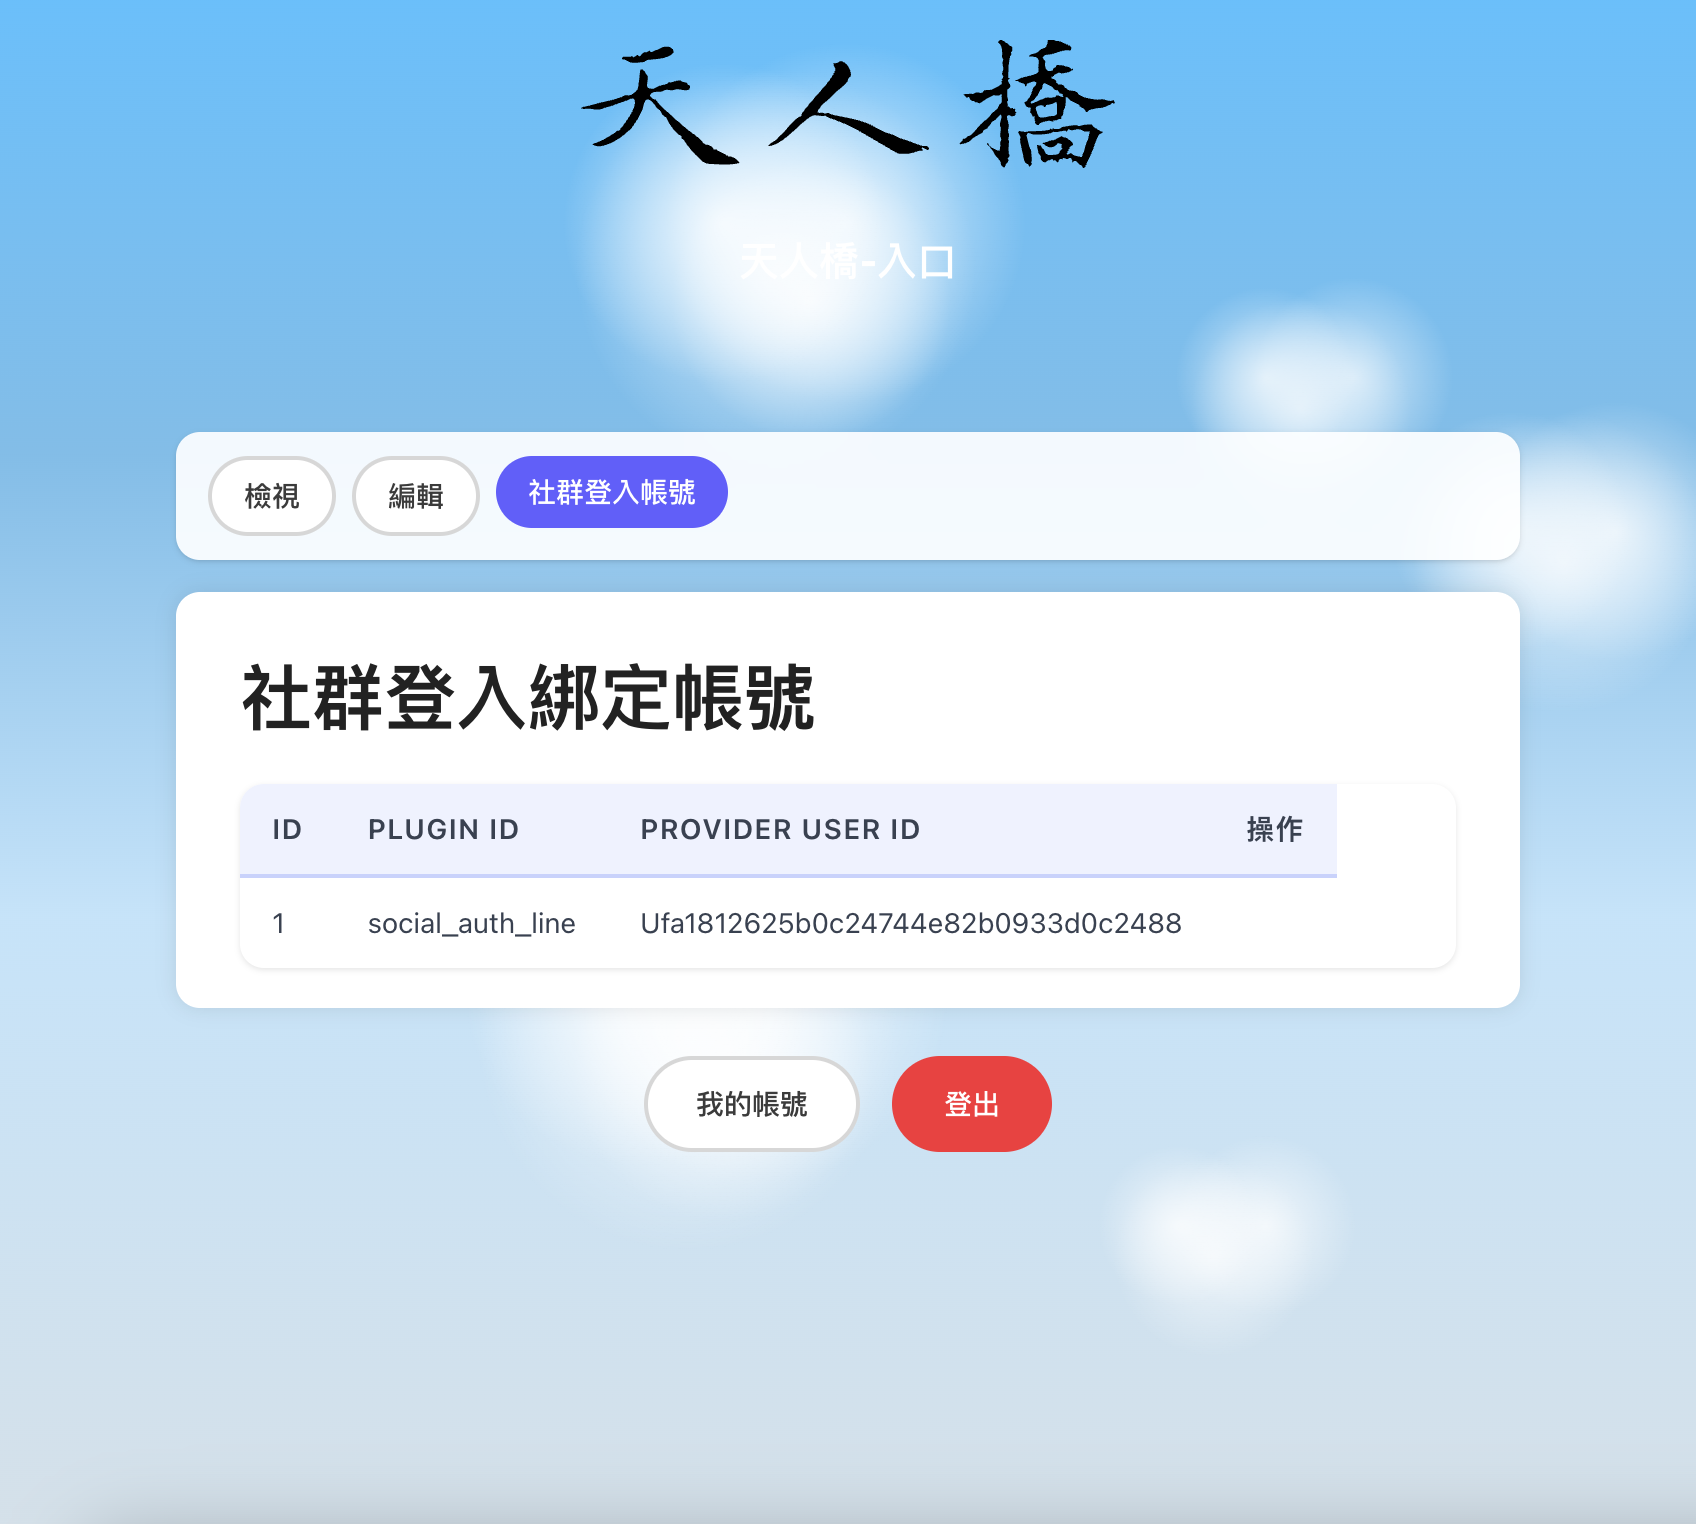 天人橋
天人橋-入口
檢視 編輯 社群登入帳號
社群登入綁定帳號
ID PLUGIN ID PROVIDER USER ID 操作
1 social_auth_line Ufa1812625b0c24744e82b0933d0c2488
我的帳號 登出